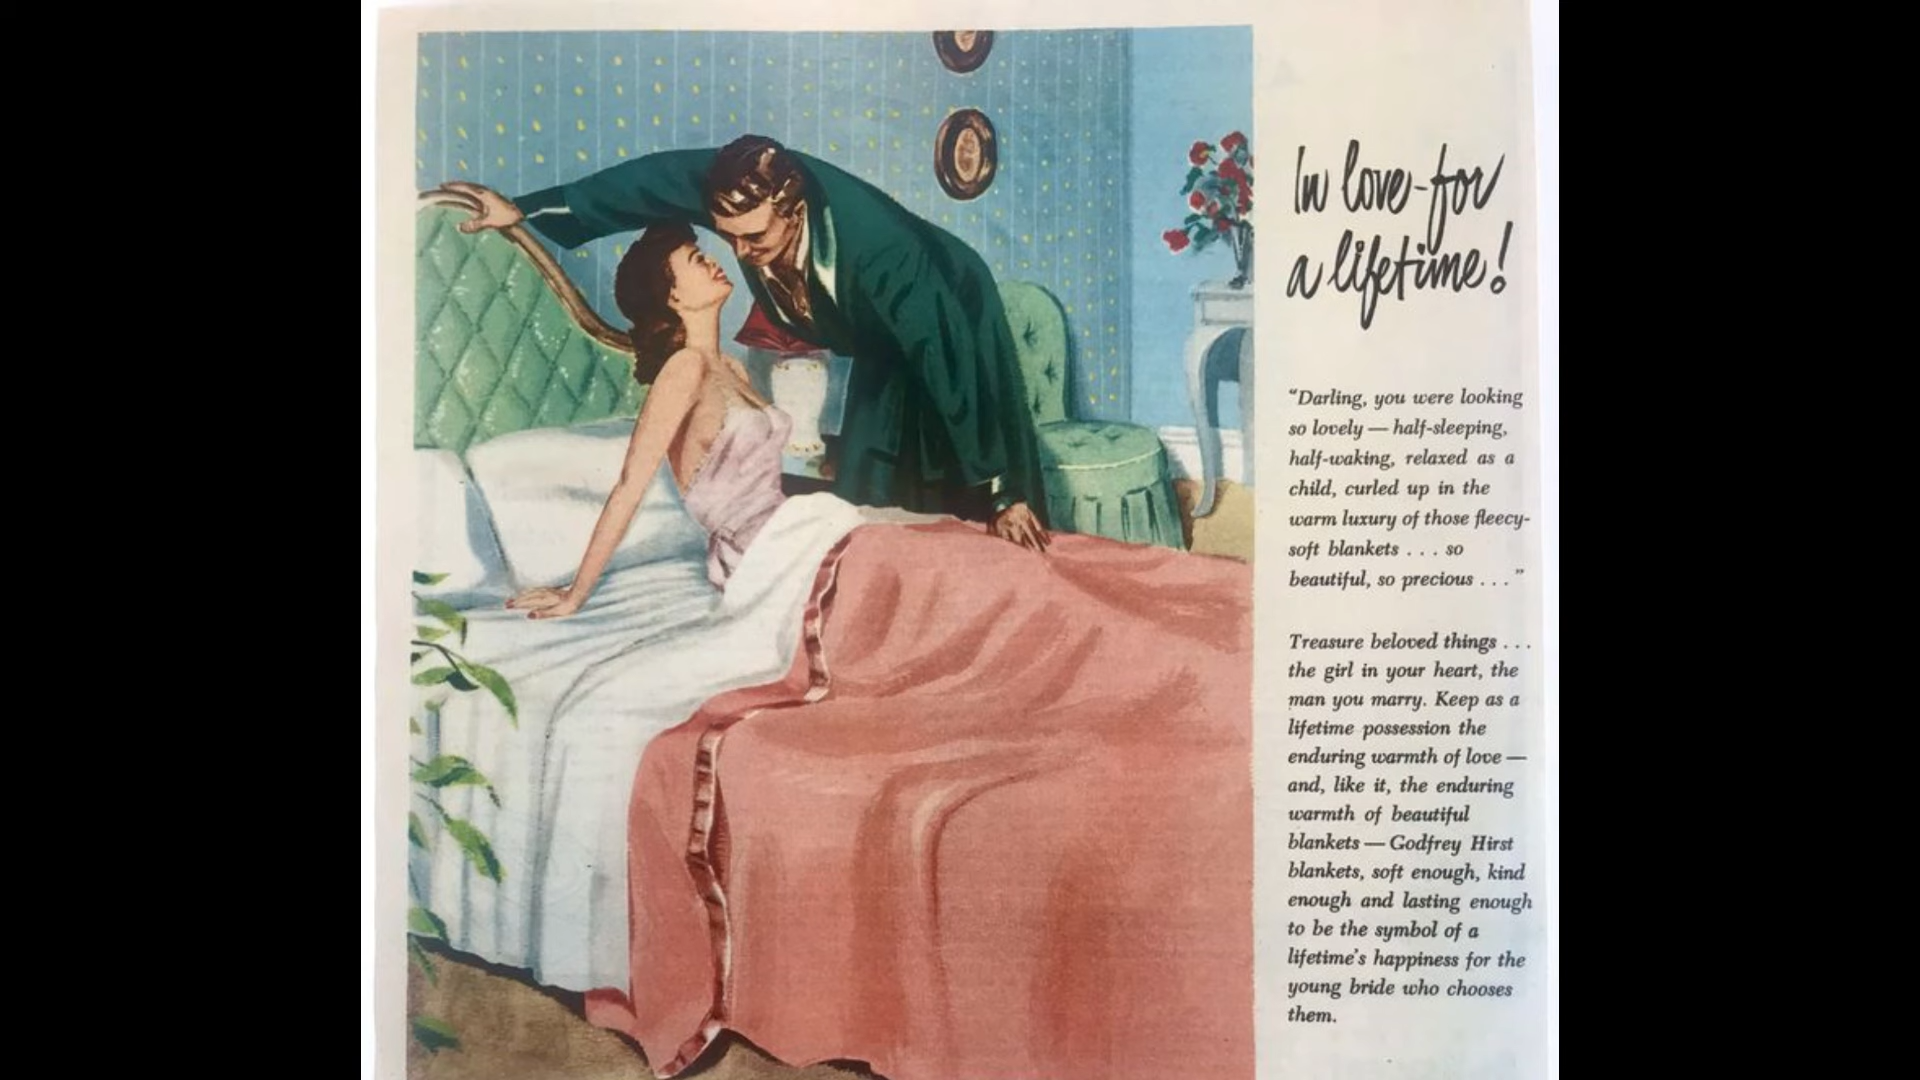 In love-for
a lifetime!
“Darling, you were looking
so lovely — half-sleeping,
half-waking, relaxed as a
child, curled up in the
warm luxury of those fleecy-
soft blankets . . . so
beautiful, so precious . . . ”
Treasure beloved things . . .
the girl in your heart, the
man you marry. Keep as a
lifetime possession the
enduring warmth of love —
and, like it, the enduring
warmth of beautiful
blankets — Godfrey Hirst
blankets, soft enough, kind
enough and lasting enough
to be the symbol of a
lifetime's happiness for the
young bride who chooses
them.